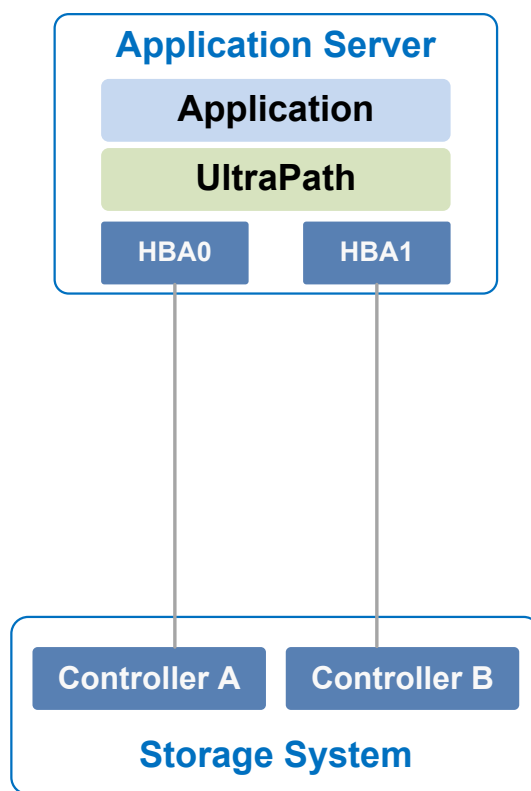 Application Server
Application
UltraPath
HBA0 HBA1
Controller A Controller B
Storage System